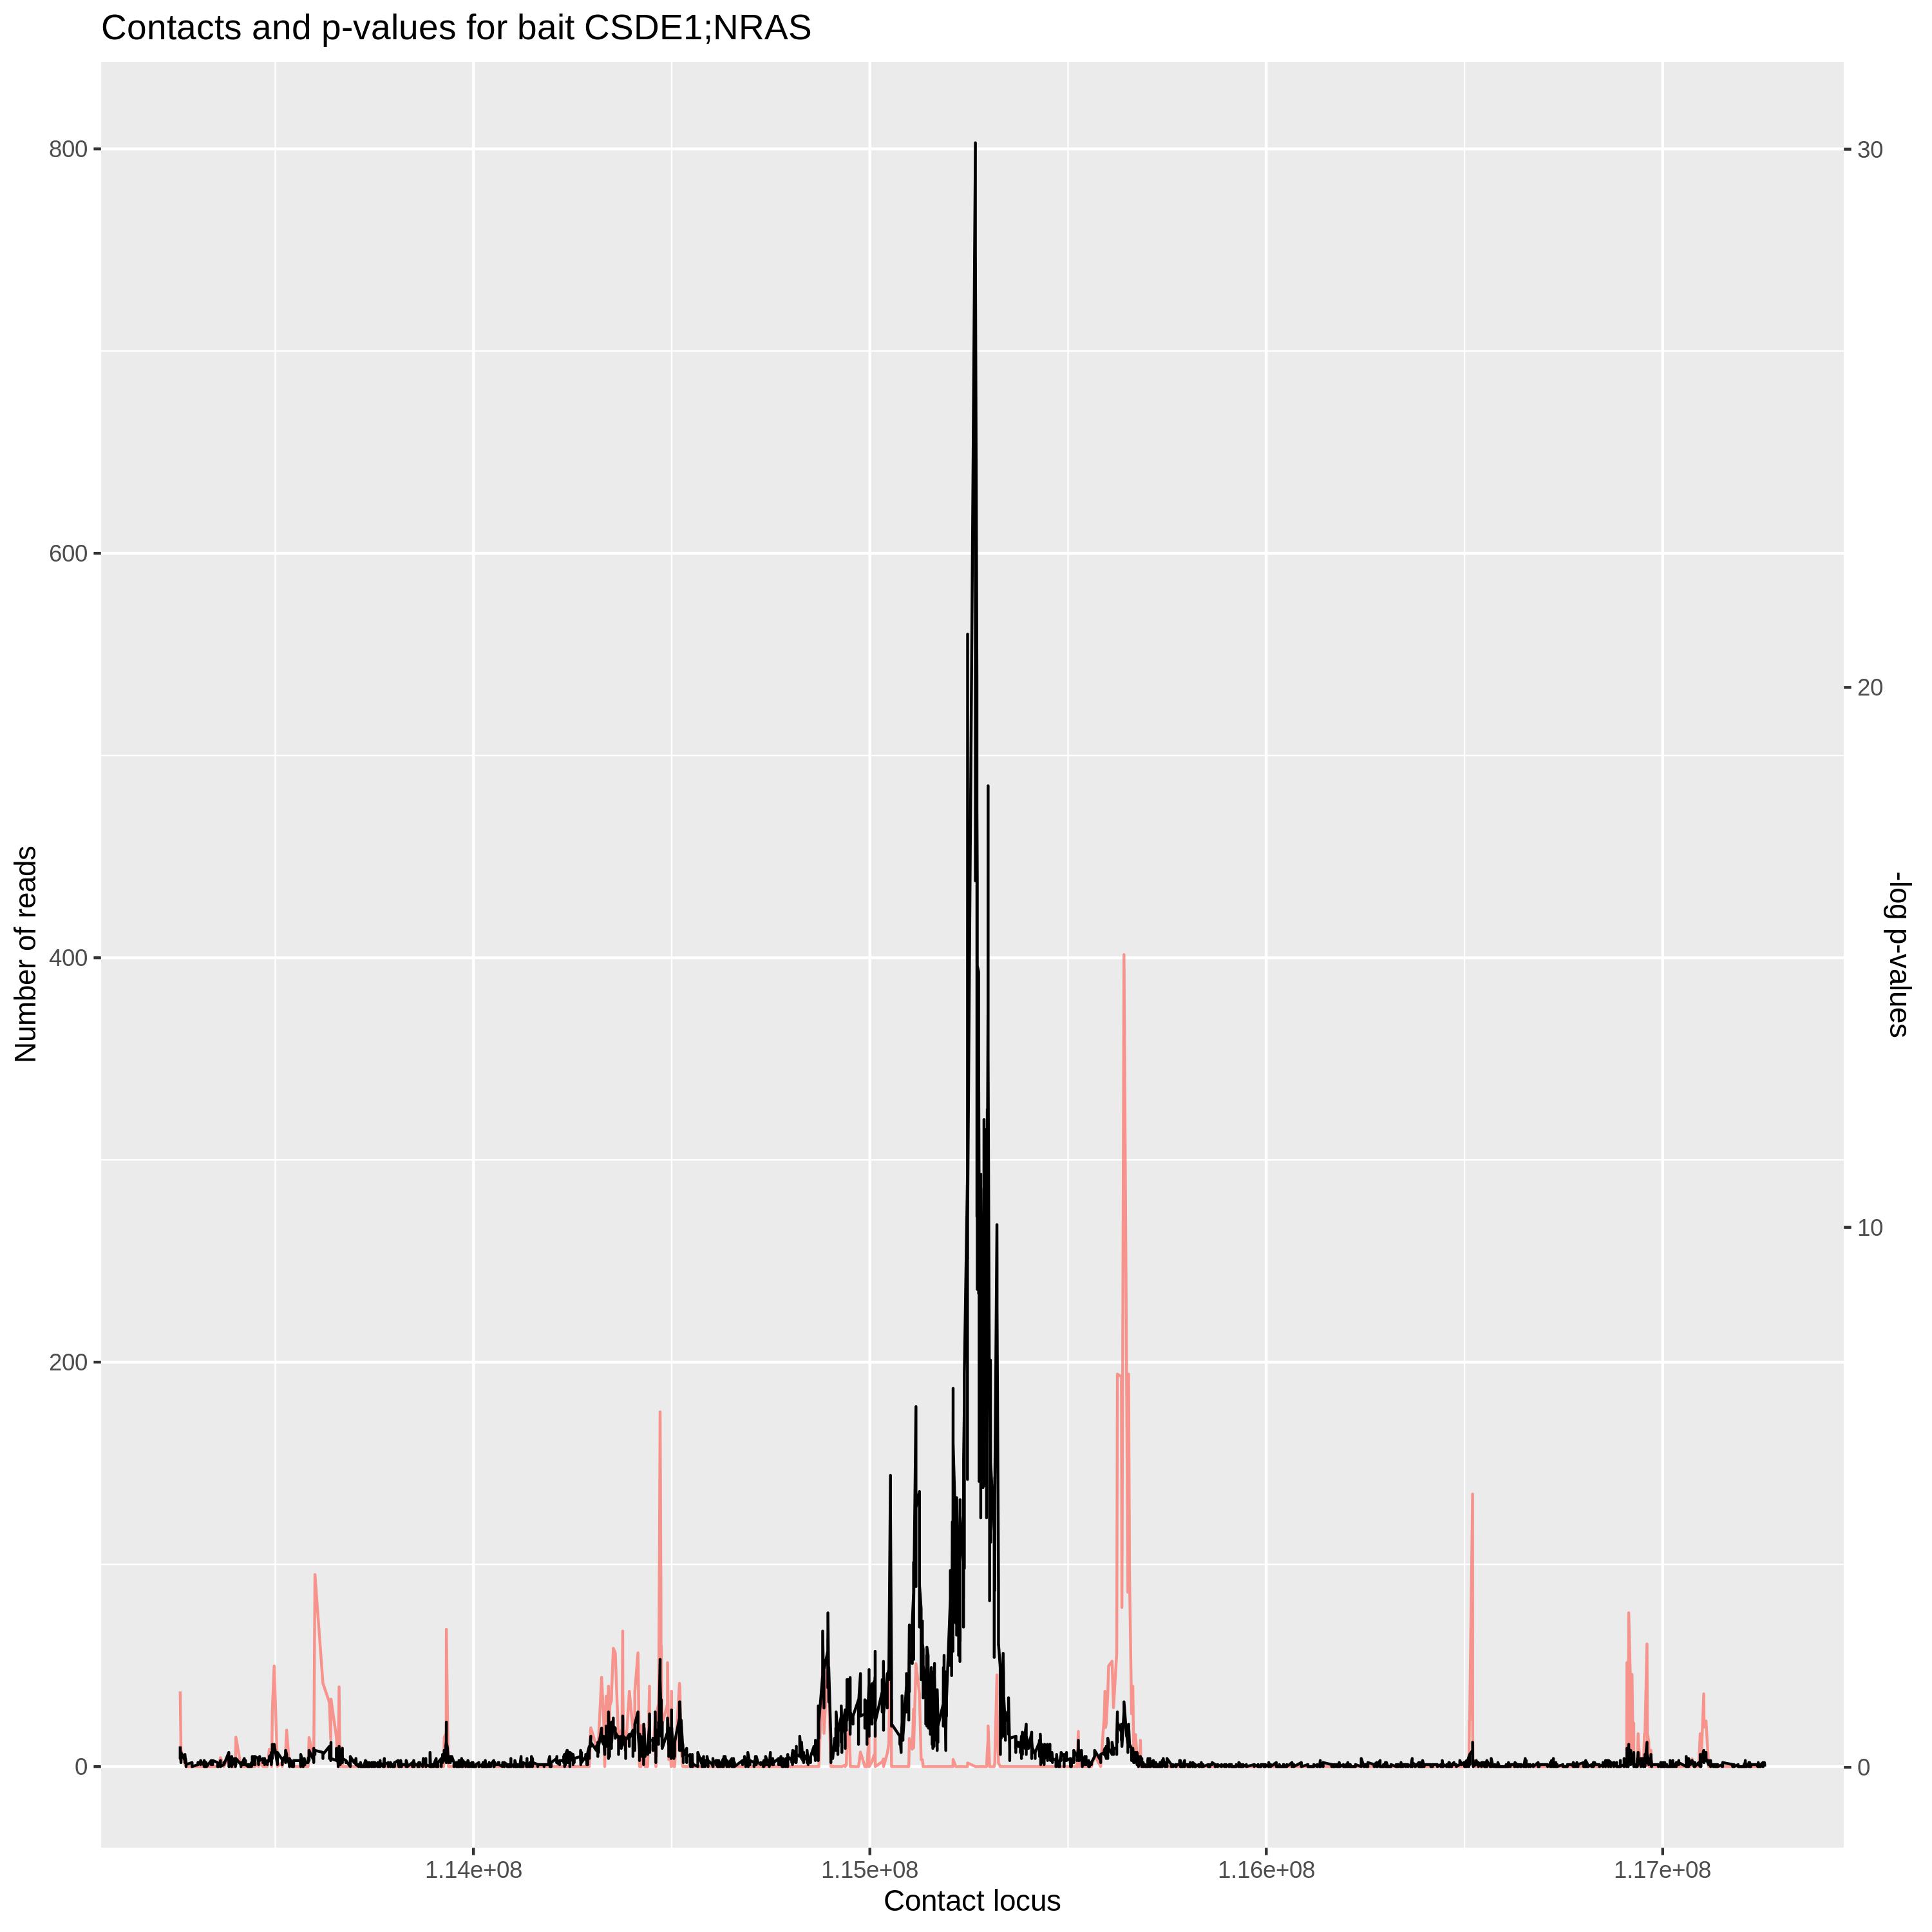 Contacts and p-values for bait CSDE1;NRAS
800
600
400
200
0
Number of reads
30
20
10
0
-log p-values
1.14e+08
1.15e+08
1.16e+08
1.17e+08
Contact locus